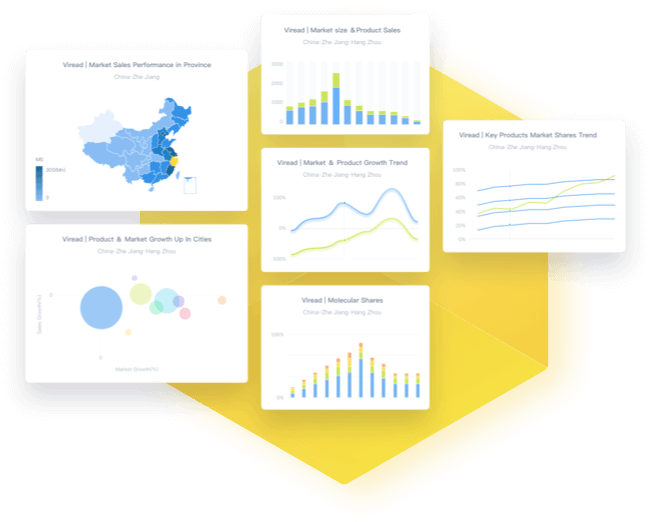 Viread | Market Sales Performance in Province
China-Zhe Jiang
MS
0
Viread | Product & Market Growth Up In Cities
China-Zhe Jiang-Hang Zhou
Sales Growth(%)
0
0
Market Growth(%)
Viread | Market size & Product Sales
China-Zhe Jiang-Hang Zhou
3000
2000
1000
0
Viread | Market & Product Growth Trend
China-Zhe Jiang-Hang Zhou
100%
0%
100%
Viread | Molecular Shares
China-Zhe Jiang-Hang Zhou
100%
0%
Viread | Key Products Market Shares Trend
China-Zhe Jiang-Hang Zhou
100%
80%
60%
40%
20%
0%